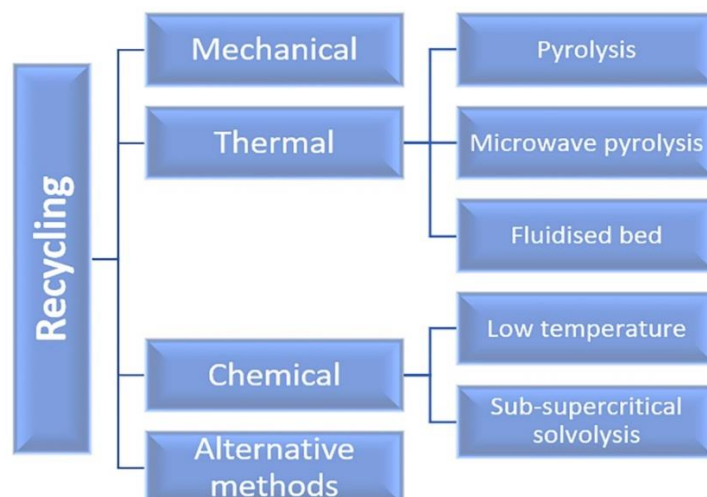 Recycling
Mechanical
Thermal
Pyrolysis
Microwave pyrolysis
Fluidised bed
Chemical
Low temperature
Sub-supercritical
solvolysis
Alternative
methods